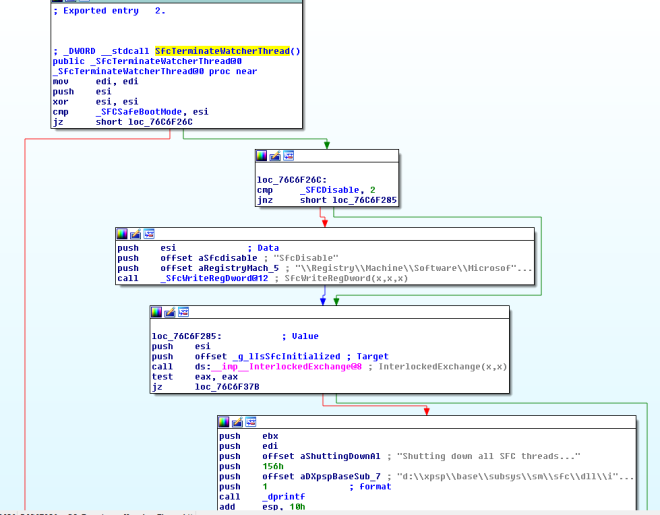 ; Exported entry   2.
; _DWORD __stdcall SfcTerminateWatcherThread()
public _SfcTerminateWatcherThread@0
_SfcTerminateWatcherThread@0 proc near
mov     edi, edi
push    esi
xor     esi, esi
cmp     _SFCSafeBootMode, esi
jz      short loc_76C6F26C
loc_76C6F26C:
cmp     _SFCDisable, 2
jnz     short loc_76C6F285
push    esi             ; Data
push    offset aSfcdisable ; "SfcDisable"
push    offset aRegistryMach_5 ; "\\Registry\\Machine\\Software\\Microsof"...
call    _SfcWriteRegDword@12 ; SfcWriteRegDword(x,x,x)
loc_76C6F285:           ; Value
push    esi
push    offset _g_lIsSfcInitialized ; Target
call    ds:__imp__InterlockedExchange@8 ; InterlockedExchange(x,x)
test    eax, eax
jz      loc_76C6F37B
push    ebx
push    edi
push    offset aShuttingDownAl ; "Shutting down all SFC threads..."
push    156h
push    offset aDXpspBaseSub_7 ; "d:\\xpsp\\base\\subsys\\sm\\sfc\\dll\\i"...
push    1               ; format
call    _dprintf
add     esp, 10h